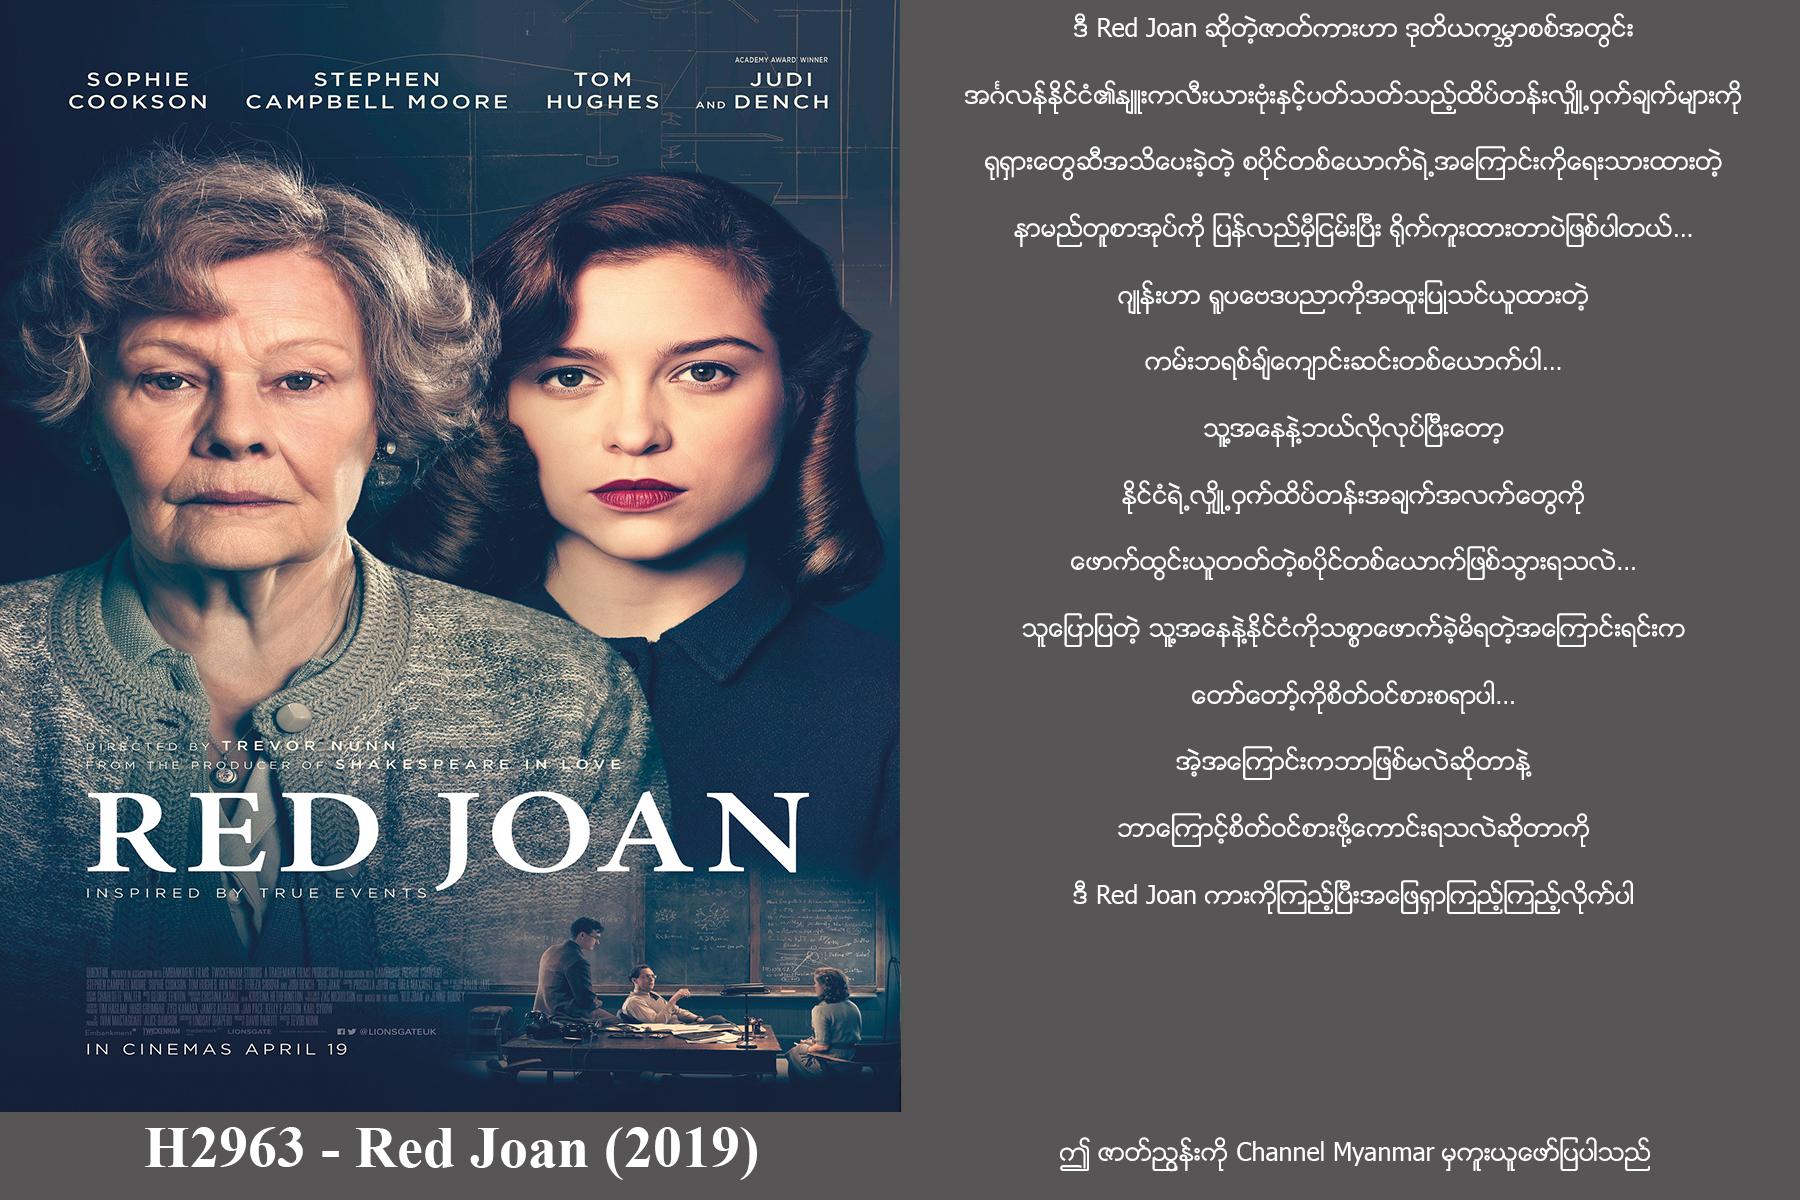 ACADEMY AWARD WINNER
SOPHIE COOKSON
STEPHEN CAMPBELL MOORE
TOM HUGHES
AND JUDI DENCH
DIRECTED BY TREVOR NUNN
FROM THE PRODUCER OF SHAKESPEARE IN LOVE
RED JOAN
INSPIRED BY TRUE EVENTS
Embankment
TWICKENHAM
LIONSGATE
@LIONSGATEUK
IN CINEMAS APRIL 19
H2963 - Red Joan (2019)
ဒီ Red Joan ဆိုတဲ့ဇာတ်ကားဟာ ဒုတိယကမ္ဘာစစ်အတွင်း
အင်္ဂလန်နိုင်ငံ၏နျူးကလီးယားဗုံးနှင့်ပတ်သတ်သည့်ထိပ်တန်းလျှို့ဝှက်ချက်များကို
ရုရှားတွေဆီအသိပေးခဲ့တဲ့ စပိုင်တစ်ယောက်ရဲ့အကြောင်းကိုရေးသားထားတဲ့
နာမည်တူစာအုပ်ကို ပြန်လည်မှီငြမ်းပြီး ရိုက်ကူးထားတာပဲဖြစ်ပါတယ်...
ဂျုန်းဟာ ရူပဗေဒပညာကိုအထူးပြုသင်ယူထားတဲ့
ကမ်းဘရစ်ချ်ကျောင်းဆင်းတစ်ယောက်ပါ...
သူ့အနေနဲ့ဘယ်လိုလုပ်ပြီးတော့
နိုင်ငံရဲ့လျှို့ဝှက်ထိပ်တန်းအချက်အလက်တွေကို
ဖောက်ထွင်းယူတတ်တဲ့စပိုင်တစ်ယောက်ဖြစ်သွားရသလဲ...
သူပြောပြတဲ့ သူ့အနေနဲ့နိုင်ငံကိုသစ္စာဖောက်ခဲ့မိရတဲ့အကြောင်းရင်းက
တော်တော့်ကိုစိတ်ဝင်စားစရာပါ...
အဲ့အကြောင်းကဘာဖြစ်မလဲဆိုတာနဲ့
ဘာကြောင့်စိတ်ဝင်စားဖို့ကောင်းရသလဲဆိုတာကို
ဒီ Red Joan ကားကိုကြည့်ပြီးအဖြေရှာကြည့်ကြည့်လိုက်ပါ
ဤ ဇာတ်ညွှန်းကို Channel Myanmar မှကူးယူဖော်ပြပါသည်